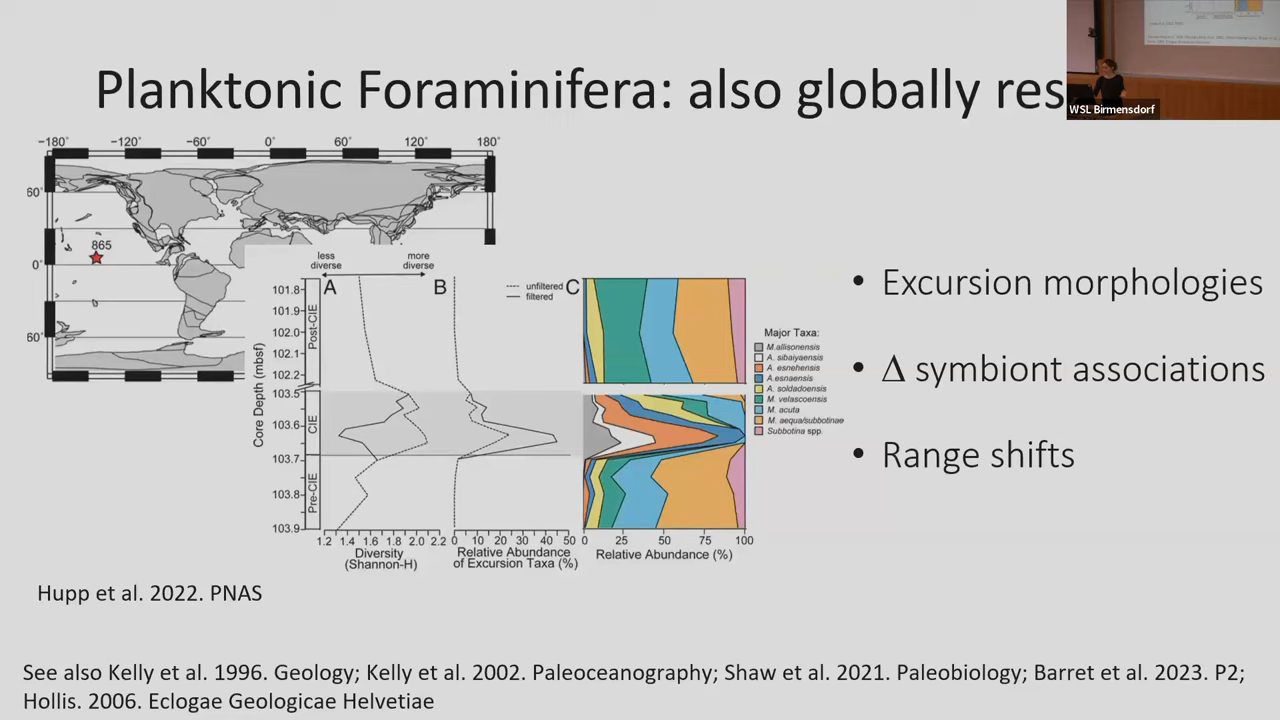 Planktonic Foraminifera: also globally res
WSL Birmensdorf
−180° −120° −60° 0° 60° 120° 180°
60°
865
0°
60°
less diverse
more diverse
A
B
unfiltered
filtered
C
101.8
101.9
102.0
102.1
102.2
103.5
103.6
103.7
103.8
103.9
Core Depth (mbsf)
Post-CIE
CIE
Pre-CIE
1.2 1.4 1.6 1.8 2.0 2.2
Diversity
(Shannon-H)
0 10 20 30 40 50
Relative Abundance
of Excursion Taxa (%)
0 25 50 75 100
Relative Abundance (%)
Major Taxa:
M.allisonensis
A. sibaiyaensis
A. esnehensis
A.esnaensis
A. soldadoensis
M. velascoensis
M. acuta
M. aequa/subbotinae
Subbotina spp.
• Excursion morphologies
• Δ symbiont associations
• Range shifts
Hupp et al. 2022. PNAS
See also Kelly et al. 1996. Geology; Kelly et al. 2002. Paleoceanography; Shaw et al. 2021. Paleobiology; Barret et al. 2023. P2;
Hollis. 2006. Eclogae Geologicae Helvetiae